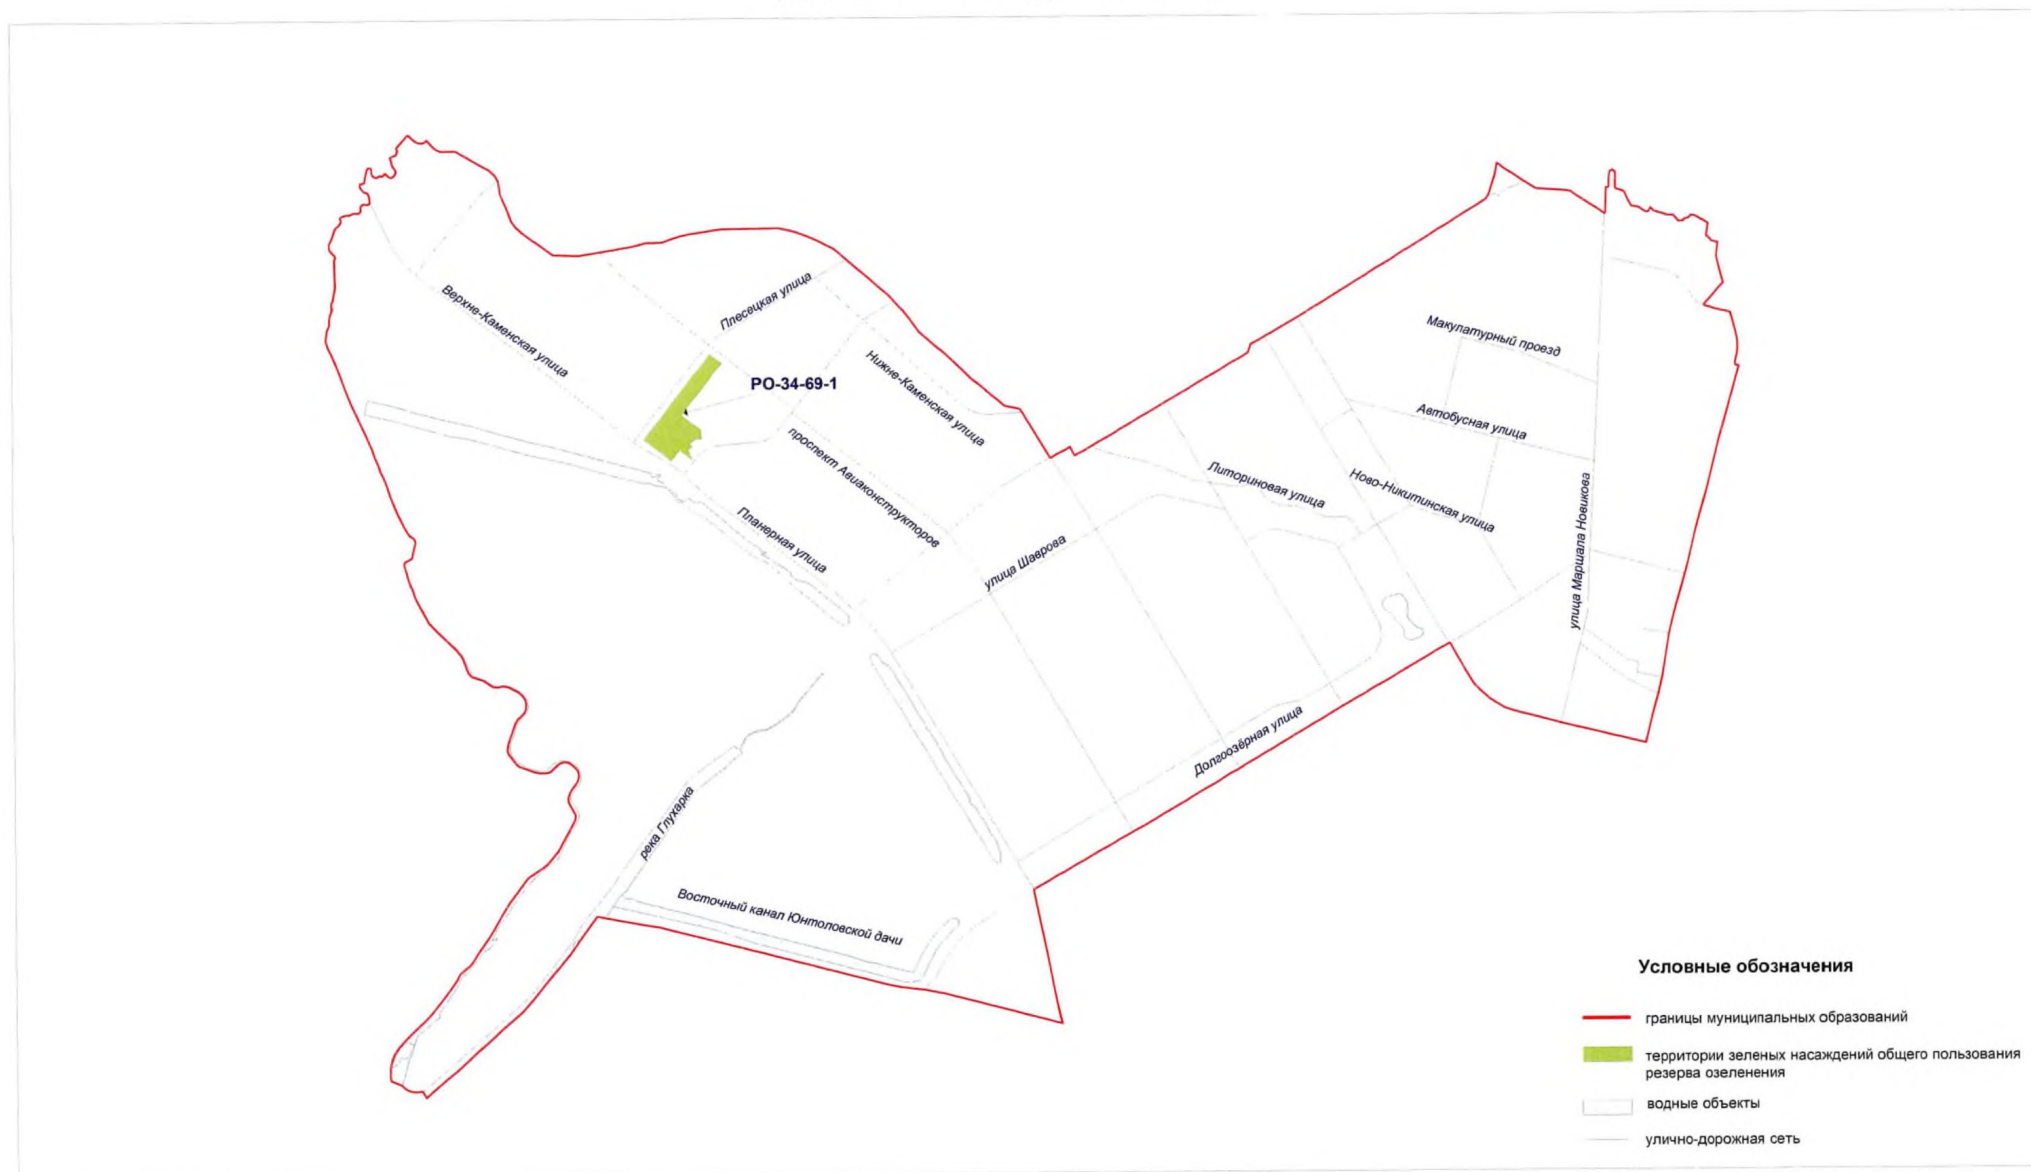 Плесецкая улица
Верхне-Каменская улица
РО-34-69-1
Нижне-Каменская улица
Макулатурный проезд
Автобусная улица
проспект Авиаконструкторов
Литориновая улица
Ново-Никитинская улица
Планерная улица
улица Шаврова
улица Маршала Новикова
Долгоозёрная улица
река Глухарка
Восточный канал Юнтоловской дачи
Условные обозначения
границы муниципальных образований
территории зеленых насаждений общего пользования
резерва озеленения
водные объекты
улично-дорожная сеть